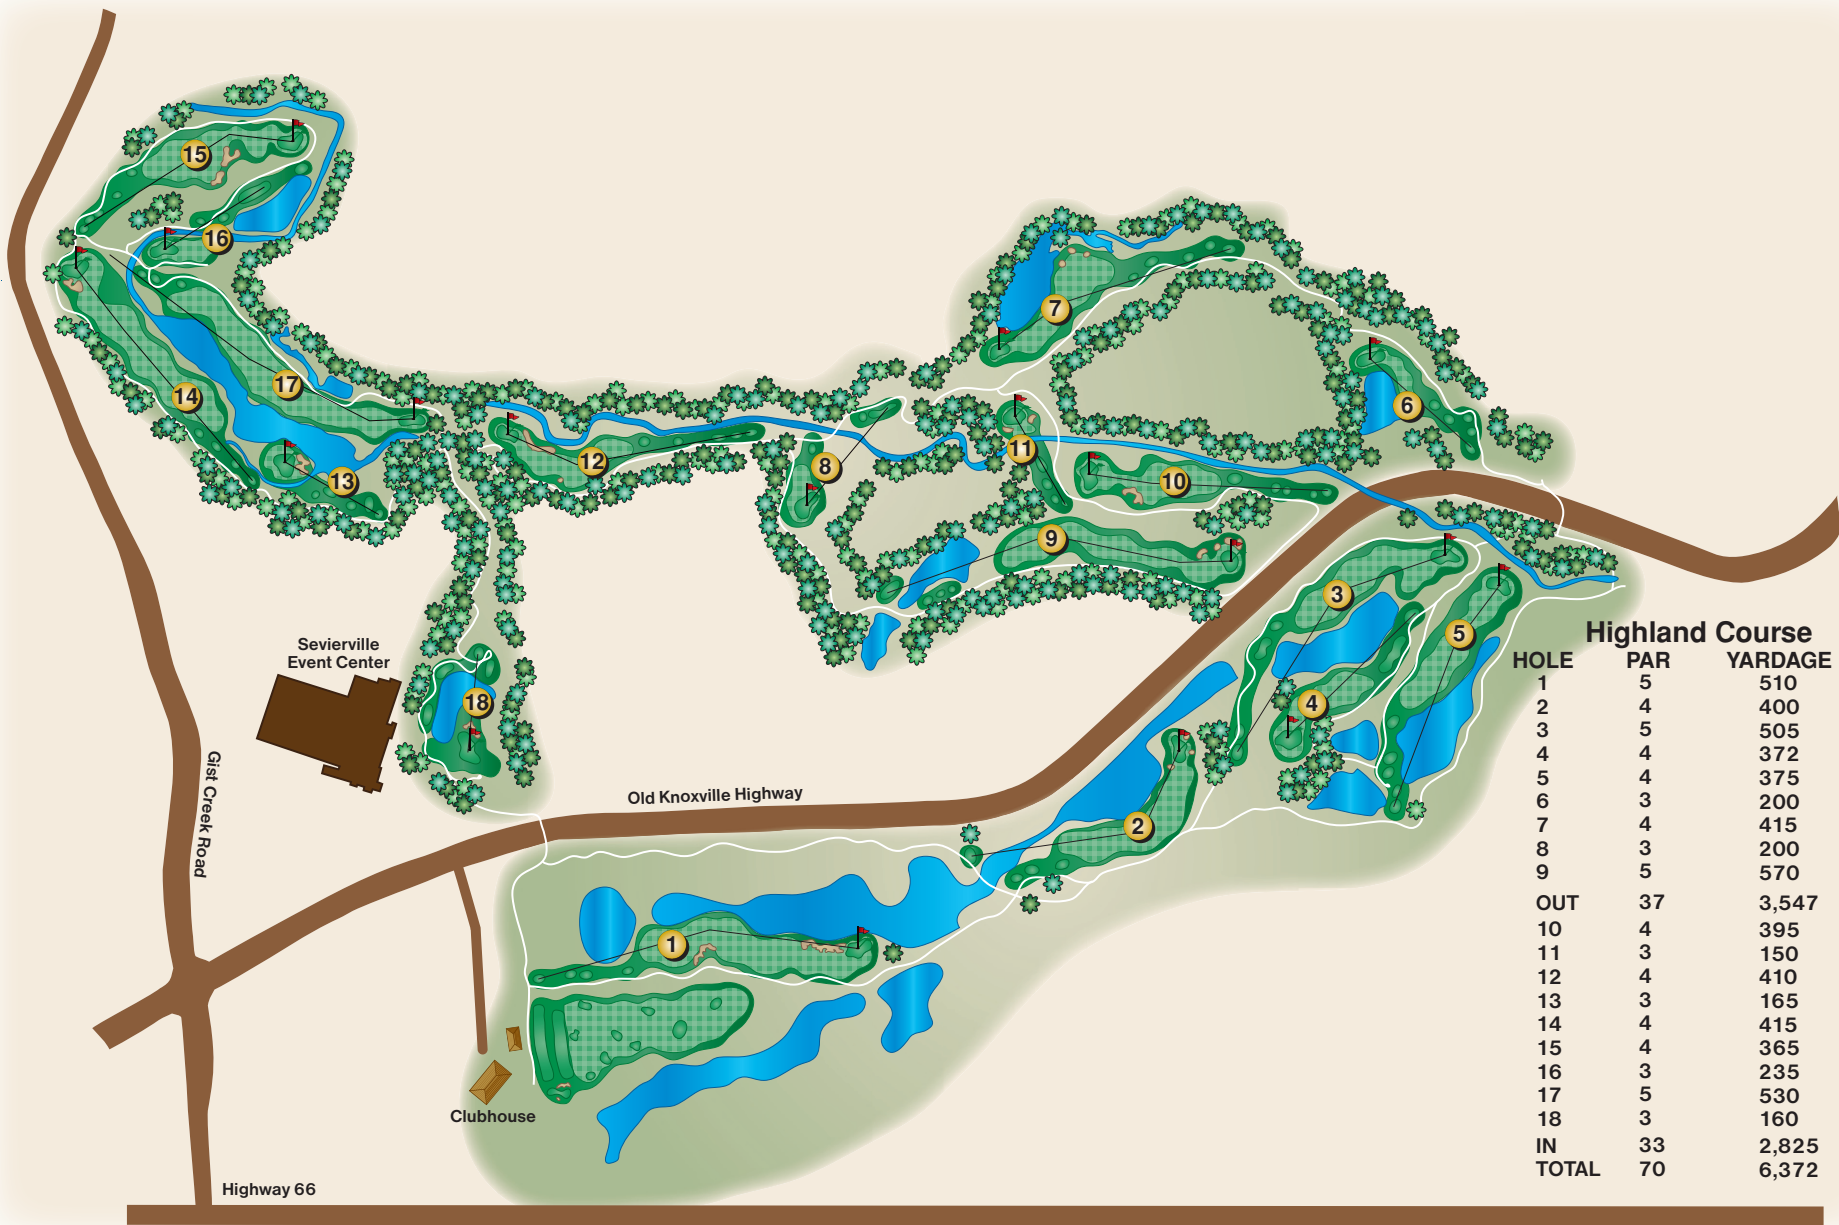 15
16
7
17
14
6
11
8
12
13
10
9
3
5
Sevierville
Event Center
18
4
Gist Creek Road
Old Knoxville Highway
2
1
Clubhouse
Highway 66
Highland Course
HOLE PAR YARDAGE
1 5 510
2 4 400
3 5 505
4 4 372
5 4 375
6 3 200
7 4 415
8 3 200
9 5 570
OUT 37 3,547
10 4 395
11 3 150
12 4 410
13 3 165
14 4 415
15 4 365
16 3 235
17 5 530
18 3 160
IN 33 2,825
TOTAL 70 6,372